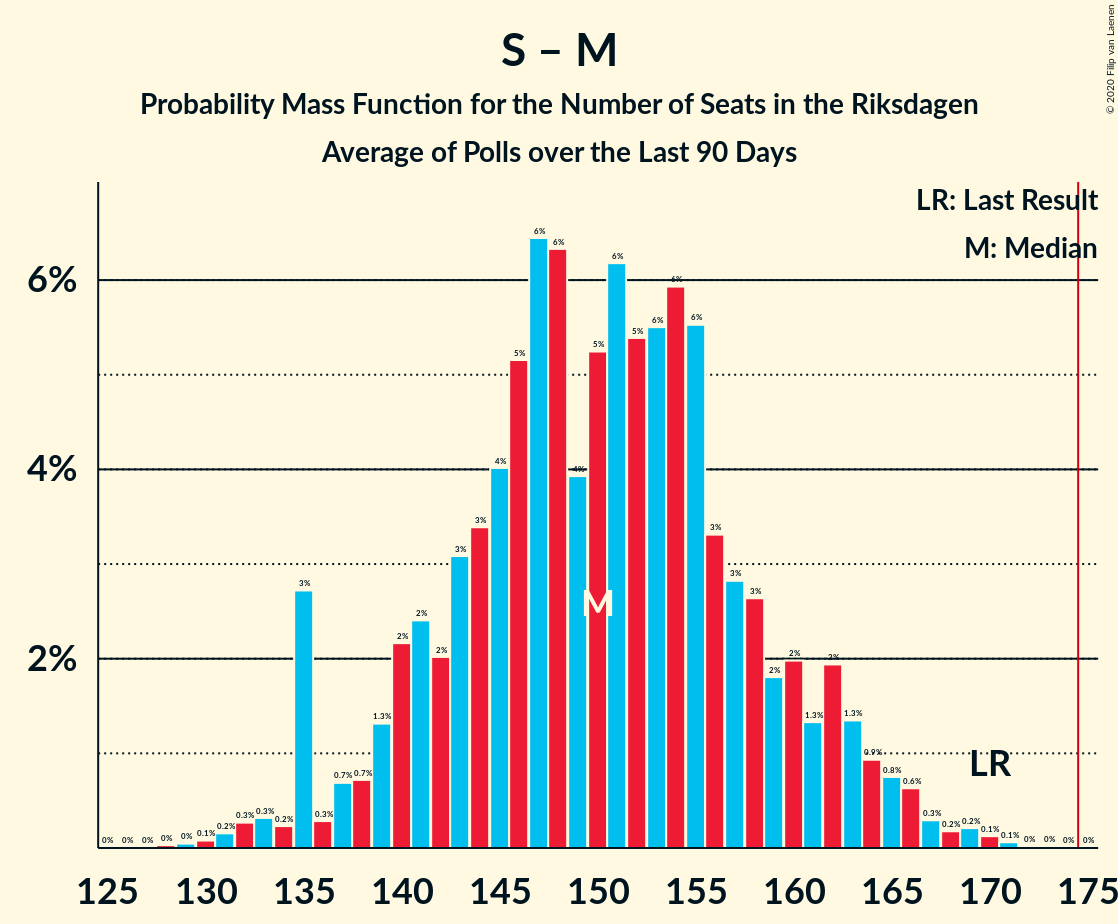 © 2020 Filip van Laenen
S – M
Probability Mass Function for the Number of Seats in the Riksdagen
Average of Polls over the Last 90 Days
LR: Last Result
M: Median
6%
4%
2%
0% 0% 0% 0% 0% 0.1% 0.2% 0.3% 0.3% 0.2% 3% 0.3% 0.7% 0.7% 1.3% 2% 2% 2% 3% 3% 4% 5% 6% 6% 4% 5% 6% 5% 6% 6% 6% 3% 3% 3% 2% 2% 1.3% 2% 1.3% 0.9% 0.8% 0.6% 0.3% 0.2% 0.2% 0.1% 0.1% 0% 0% 0% 0%
M
LR
125 130 135 140 145 150 155 160 165 170 175